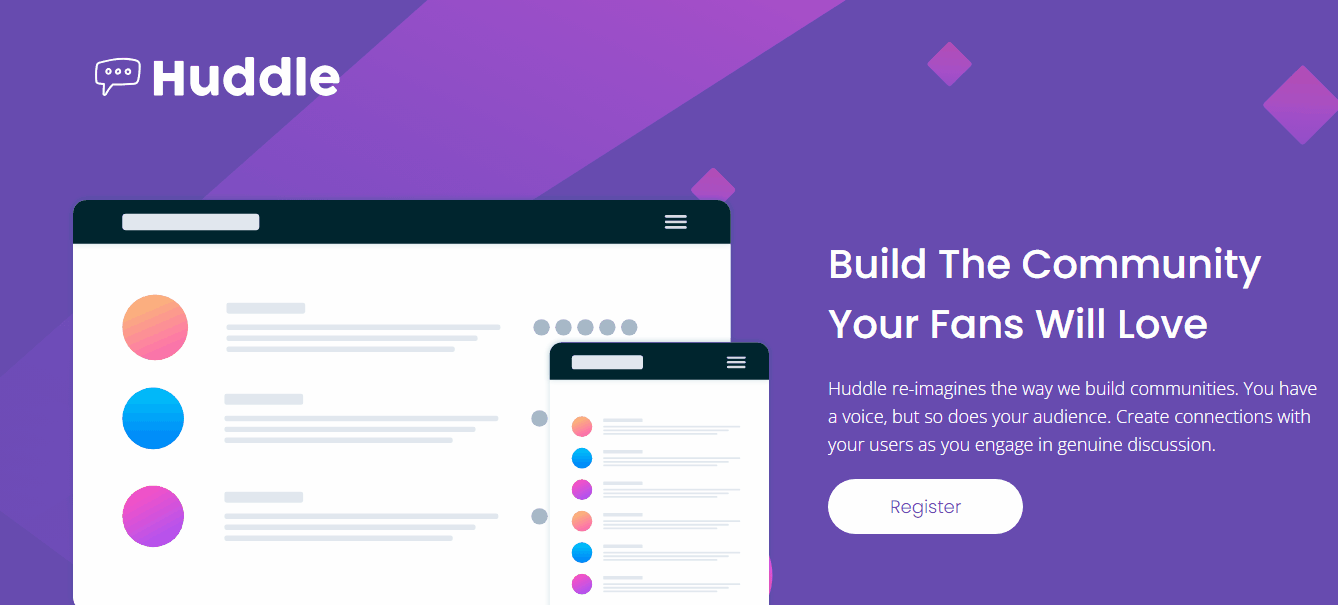 Huddle
Build The Community
Your Fans Will Love
Huddle re-imagines the way we build communities. You have
a voice, but so does your audience. Create connections with
your users as you engage in genuine discussion.
Register